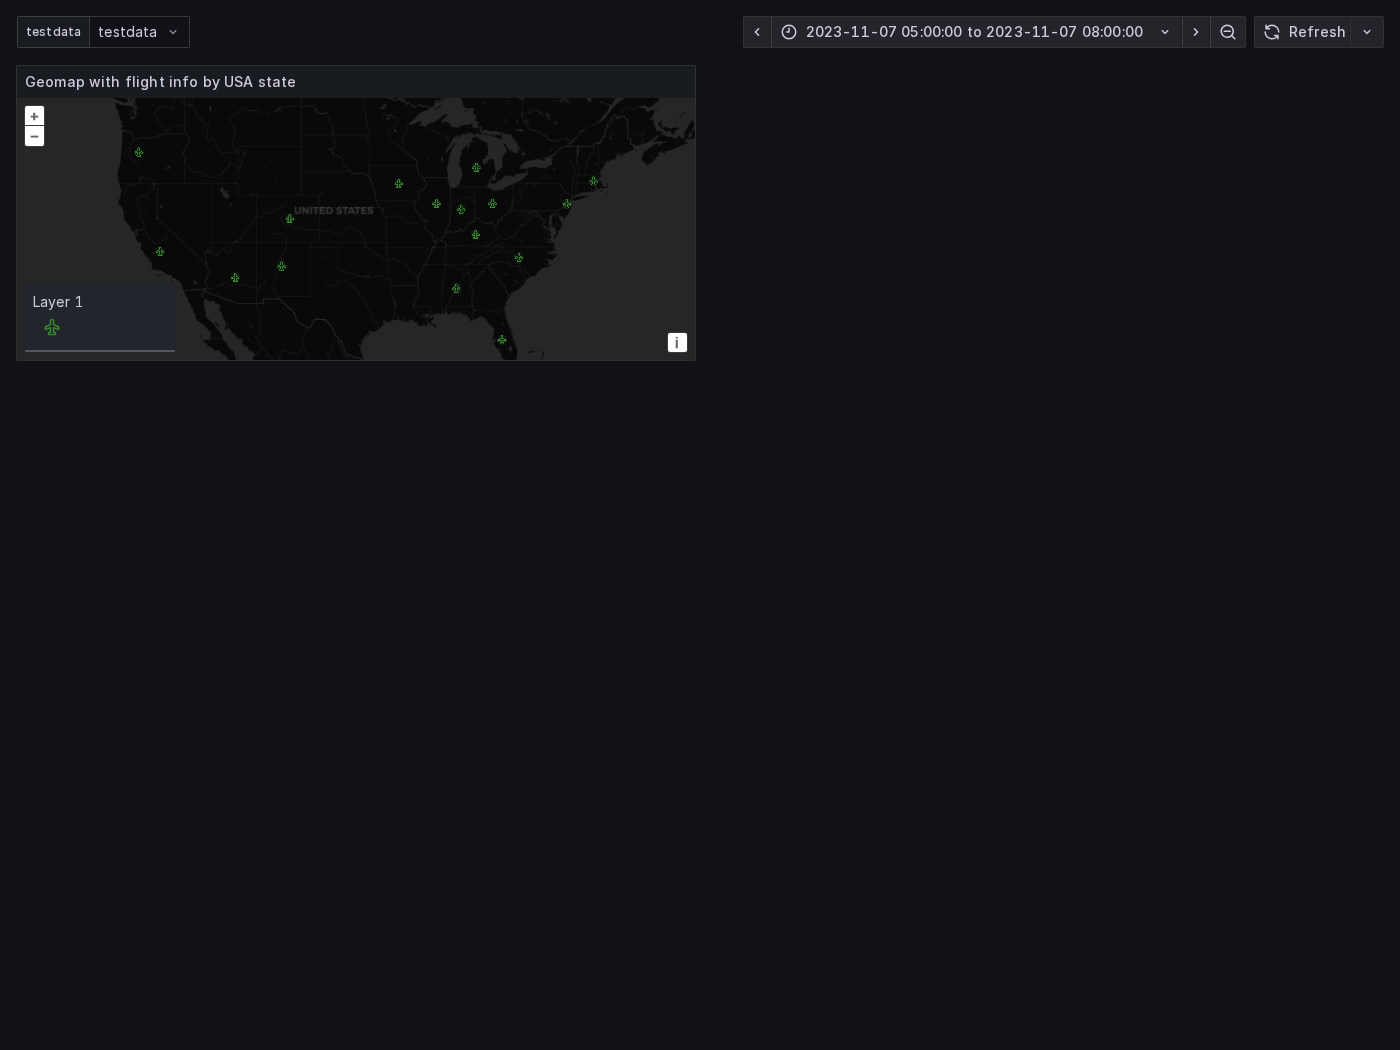 testdata
testdata
2023-11-07 05:00:00 to 2023-11-07 08:00:00
Refresh
Geomap with flight info by USA state
+
−
UNITED STATES
Layer 1
i